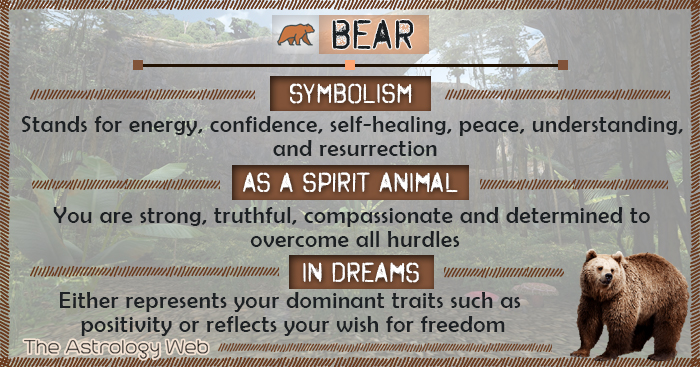 BEAR
SYMBOLISM
Stands for energy, confidence, self-healing, peace, understanding,
and resurrection
AS A SPIRIT ANIMAL
You are strong, truthful, compassionate and determined to
overcome all hurdles
IN DREAMS
Either represents your dominant traits such as
positivity or reflects your wish for freedom
The Astrology Web